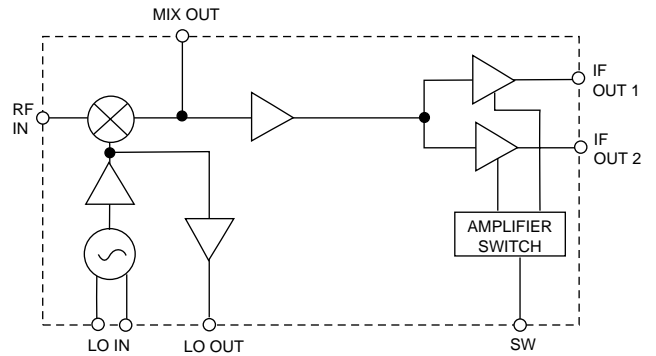 MIX OUT
RF
IN
IF
OUT 1
IF
OUT 2
AMPLIFIER
SWITCH
LO IN
LO OUT
SW